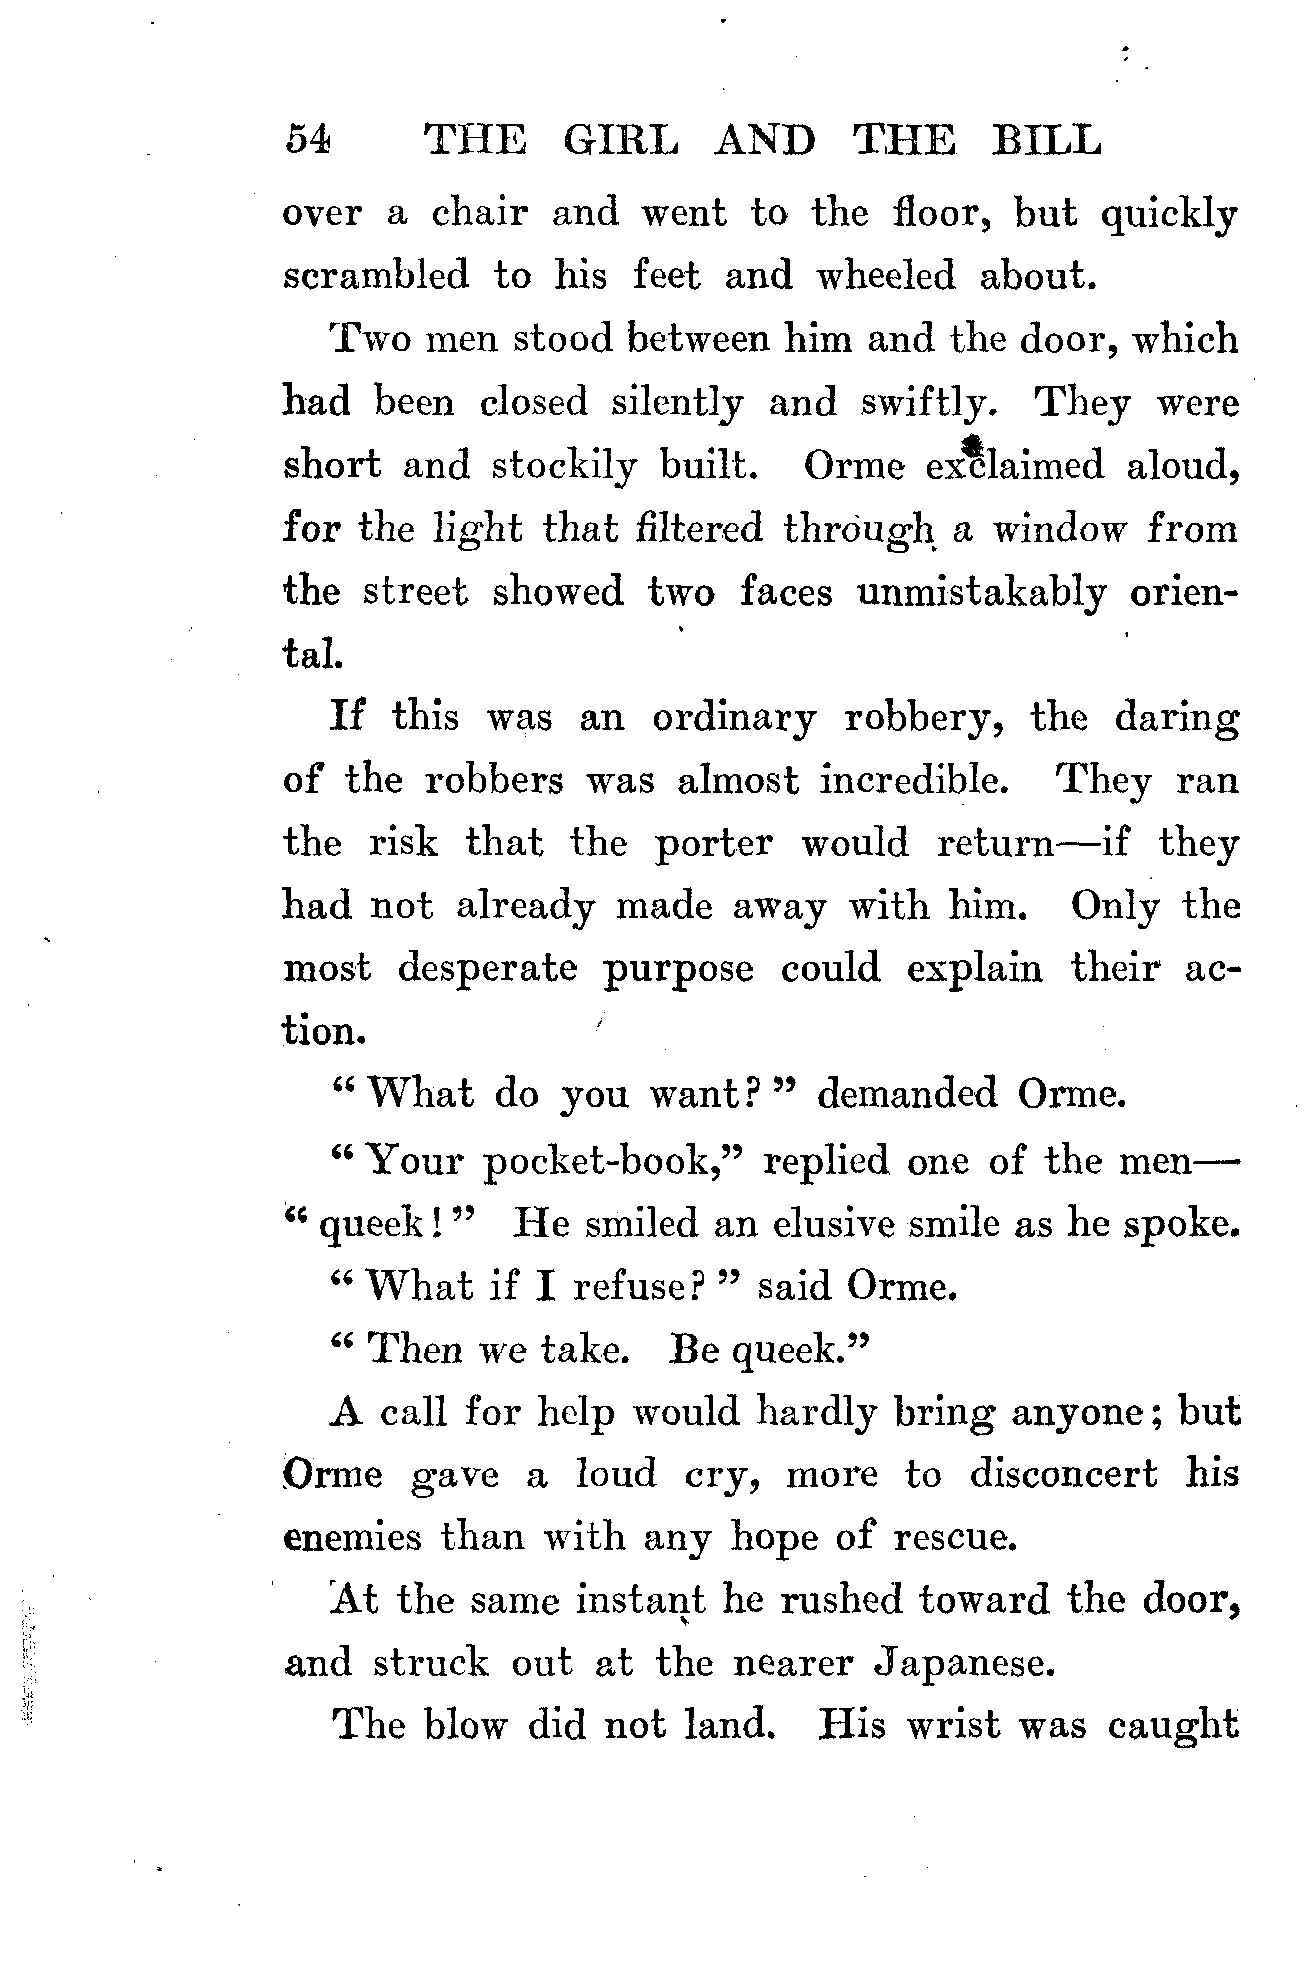 54 THE GIRL AND THE BILL
over a chair and went to the floor, but quickly
scrambled to his feet and wheeled about.
Two men stood between him and the door, which
had been closed silently and swiftly. They were
short and stockily built. Orme exclaimed aloud,
for the light that filtered through a window from
the street showed two faces unmistakably orien-
tal.
If this was an ordinary robbery, the daring
of the robbers was almost incredible. They ran
the risk that the porter would return—if they
had not already made away with him. Only the
most desperate purpose could explain their ac-
tion.
“ What do you want? ” demanded Orme.
“ Your pocket-book,” replied one of the men—
“ queek! ” He smiled an elusive smile as he spoke.
“ What if I refuse? ” said Orme.
“ Then we take. Be queek.”
A call for help would hardly bring anyone; but
Orme gave a loud cry, more to disconcert his
enemies than with any hope of rescue.
At the same instant he rushed toward the door,
and struck out at the nearer Japanese.
The blow did not land. His wrist was caught